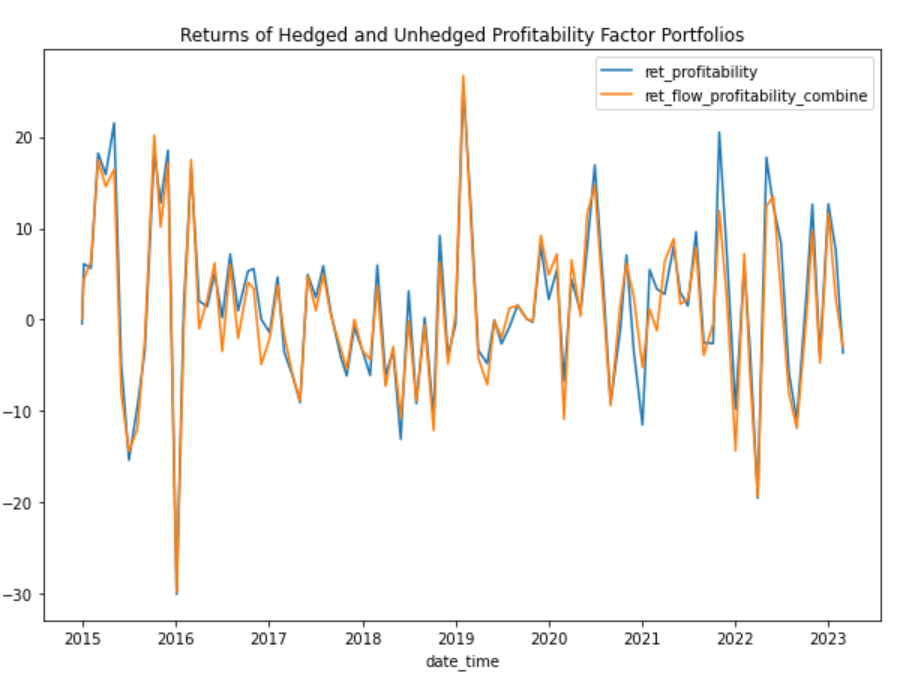 Returns of Hedged and Unhedged Profitability Factor Portfolios
ret_profitability
ret_flow_profitability_combine
20
10
0
−10
−20
−30
2015 2016 2017 2018 2019 2020 2021 2022 2023
date_time